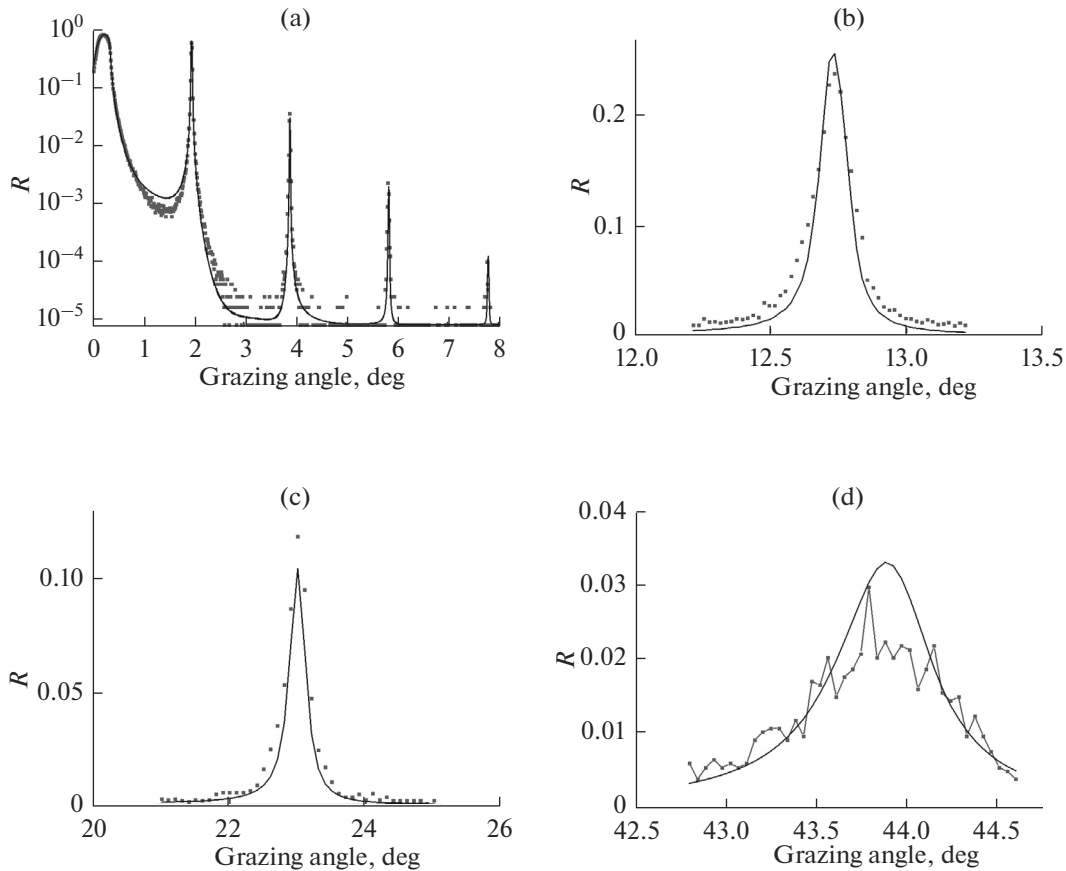 (a)
10⁰
10⁻¹
10⁻²
10⁻³
10⁻⁴
10⁻⁵
R
0 1 2 3 4 5 6 7 8
Grazing angle, deg
(b)
0.2
0.1
0
R
12.0 12.5 13.0 13.5
Grazing angle, deg
(c)
0.10
0.05
0
R
20 22 24 26
Grazing angle, deg
(d)
0.04
0.03
0.02
0.01
0
R
42.5 43.0 43.5 44.0 44.5
Grazing angle, deg